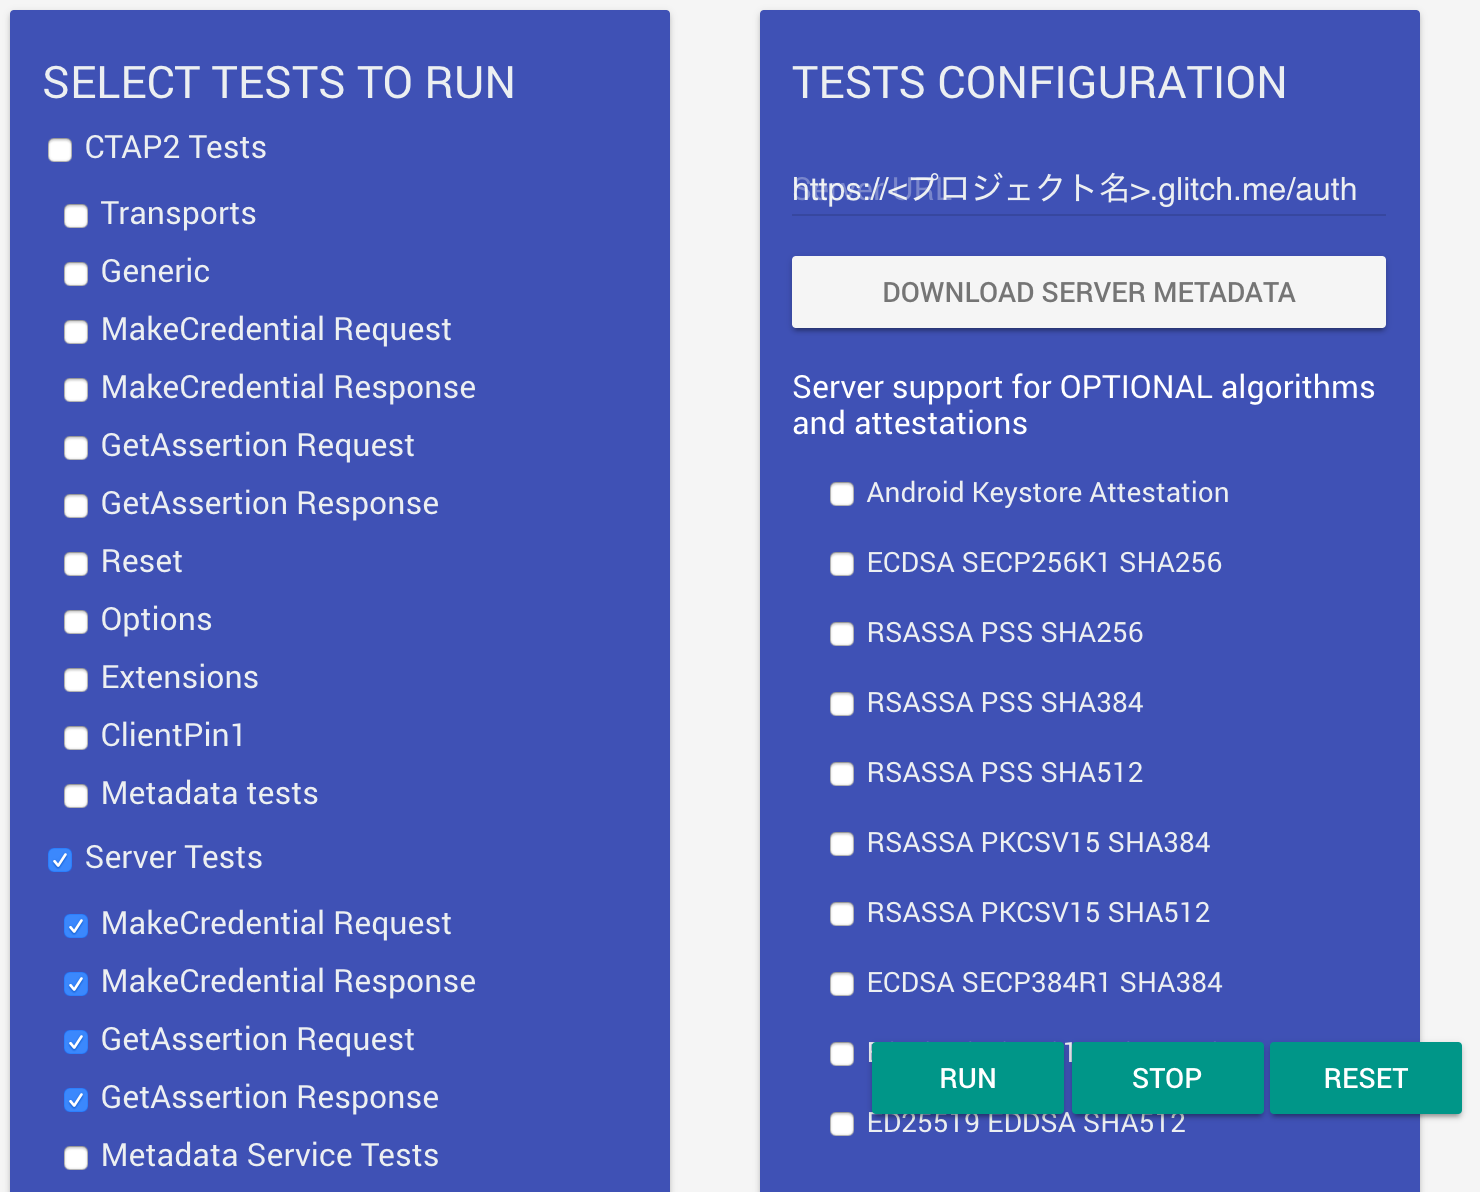 SELECT TESTS TO RUN
CTAP2 Tests
Transports
Generic
MakeCredential Request
MakeCredential Response
GetAssertion Request
GetAssertion Response
Reset
Options
Extensions
ClientPin1
Metadata tests
Server Tests
MakeCredential Request
MakeCredential Response
GetAssertion Request
GetAssertion Response
Metadata Service Tests
TESTS CONFIGURATION
Server URL
https://<プロジェクト名>.glitch.me/auth
DOWNLOAD SERVER METADATA
Server support for OPTIONAL algorithms
and attestations
Android Keystore Attestation
ECDSA SECP256K1 SHA256
RSASSA PSS SHA256
RSASSA PSS SHA384
RSASSA PSS SHA512
RSASSA PKCSV15 SHA384
RSASSA PKCSV15 SHA512
ECDSA SECP384R1 SHA384
RUN STOP RESET
ED25519 EDDSA SHA512